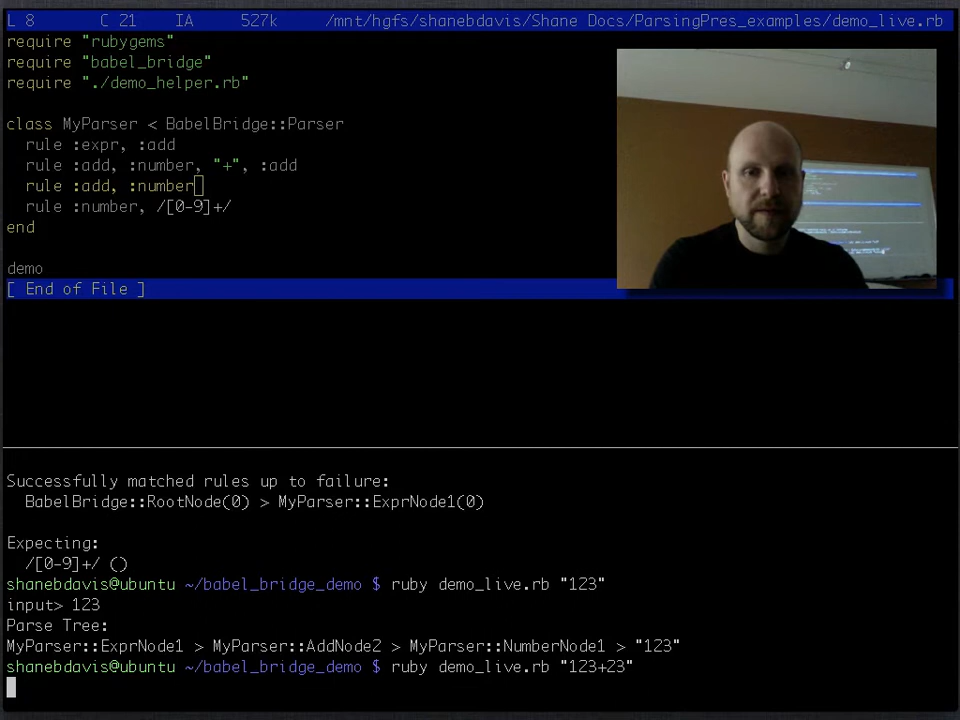 L 8 C 21 IA 527k /mnt/hgfs/shanebdavis/Shane Docs/ParsingPres_examples/demo_live.rb
require "rubygems"
require "babel_bridge"
require "./demo_helper.rb"
class MyParser < BabelBridge::Parser
rule :expr, :add
rule :add, :number, "+", :add
rule :add, :number
rule :number, /[0-9]+/
end
demo
[ End of File ]
Successfully matched rules up to failure:
BabelBridge::RootNode(0) > MyParser::ExprNode1(0)
Expecting:
/[0-9]+/ ()
shanebdavis@ubuntu ~/babel_bridge_demo $ ruby demo_live.rb "123"
input> 123
Parse Tree:
MyParser::ExprNode1 > MyParser::AddNode2 > MyParser::NumberNode1 > "123"
shanebdavis@ubuntu ~/babel_bridge_demo $ ruby demo_live.rb "123+23"